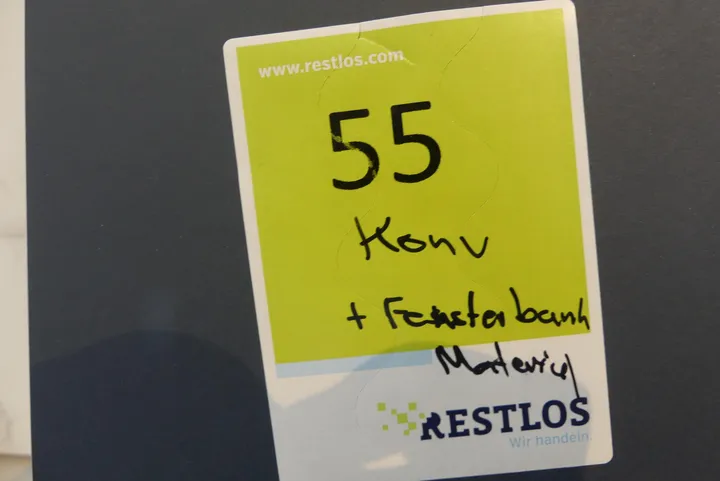 www.restlos.com
55
Konv
+ Fensterbank
Material
RESTLOS
Wir handeln.